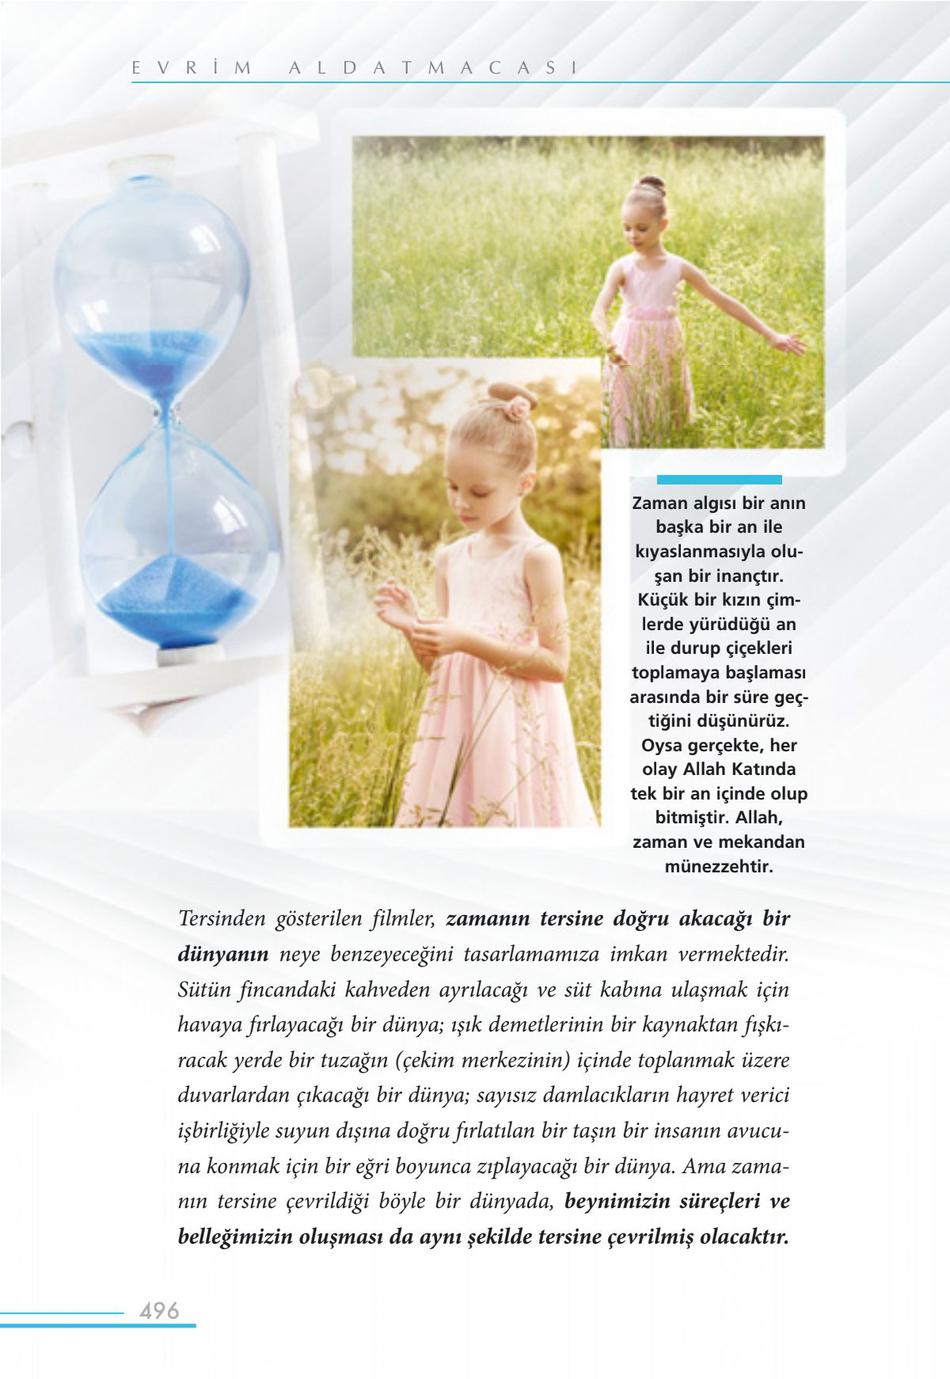 EVRİM ALDATMACASI
Zaman algısı bir anın
başka bir an ile
kıyaslanmasıyla olu-
şan bir inançtır.
Küçük bir kızın çim-
lerde yürüdüğü an
ile durup çiçekleri
toplamaya başlaması
arasında bir süre geç-
tiğini düşünürüz.
Oysa gerçekte, her
olay Allah Katında
tek bir an içinde olup
bitmiştir. Allah,
zaman ve mekandan
münezzehtir.
Tersinden gösterilen filmler, zamanın tersine doğru akacağı bir
dünyanın neye benzeyeceğini tasarlamamıza imkan vermektedir.
Sütün fincandaki kahveden ayrılacağı ve süt kabına ulaşmak için
havaya fırlayacağı bir dünya; ışık demetlerinin bir kaynaktan fışkı-
racak yerde bir tuzağın (çekim merkezinin) içinde toplanmak üzere
duvarlardan çıkacağı bir dünya; sayısız damlacıkların hayret verici
işbirliğiyle suyun dışına doğru fırlatılan bir taşın bir insanın avucu-
na konmak için bir eğri boyunca zıplayacağı bir dünya. Ama zama-
nın tersine çevrildiği böyle bir dünyada, beynimizin süreçleri ve
belleğimizin oluşması da aynı şekilde tersine çevrilmiş olacaktır.
496